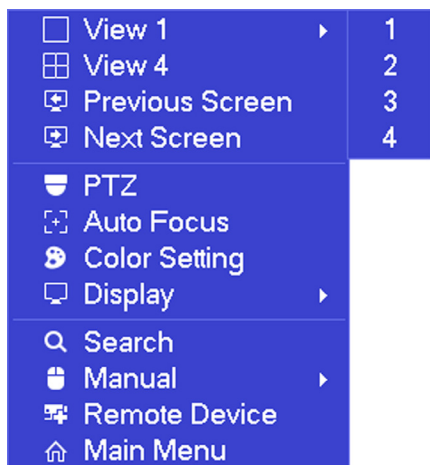 View 1 1
View 4 2
Previous Screen 3
Next Screen 4
PTZ
Auto Focus
Color Setting
Display
Search
Manual
Remote Device
Main Menu